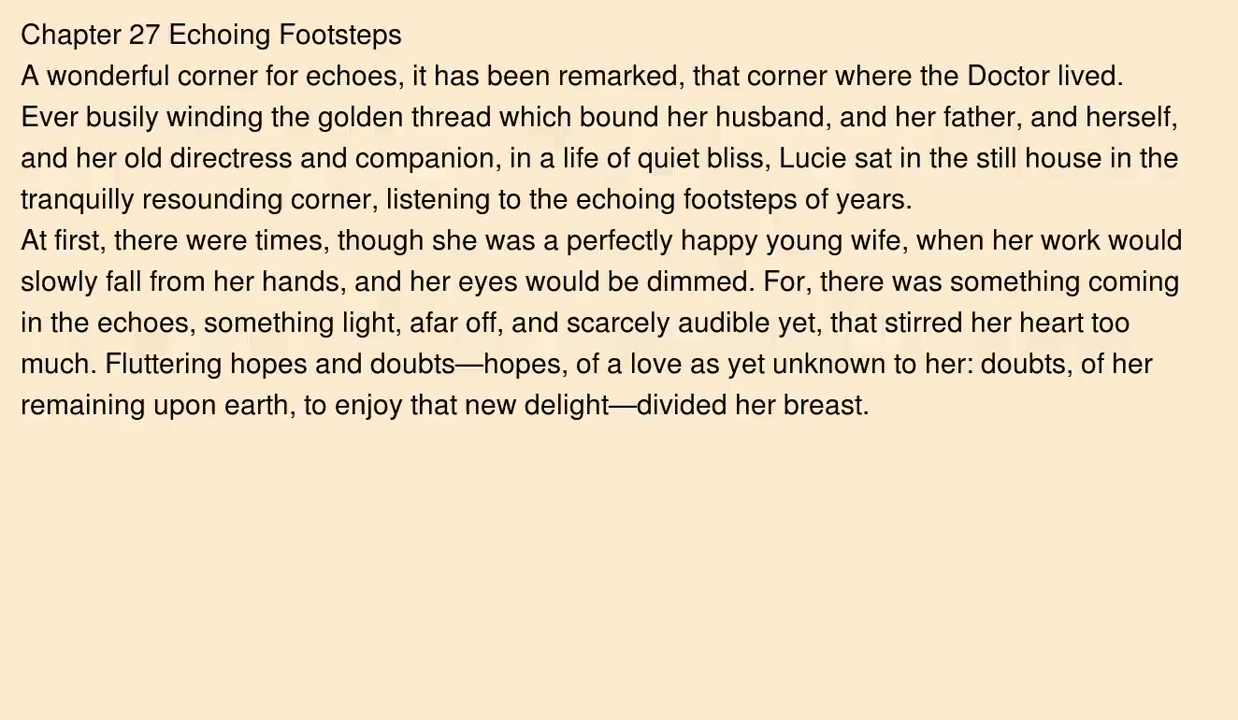 Chapter 27 Echoing Footsteps
A wonderful corner for echoes, it has been remarked, that corner where the Doctor lived.
Ever busily winding the golden thread which bound her husband, and her father, and herself,
and her old directress and companion, in a life of quiet bliss, Lucie sat in the still house in the
tranquilly resounding corner, listening to the echoing footsteps of years.
At first, there were times, though she was a perfectly happy young wife, when her work would
slowly fall from her hands, and her eyes would be dimmed. For, there was something coming
in the echoes, something light, afar off, and scarcely audible yet, that stirred her heart too
much. Fluttering hopes and doubts—hopes, of a love as yet unknown to her: doubts, of her
remaining upon earth, to enjoy that new delight—divided her breast.